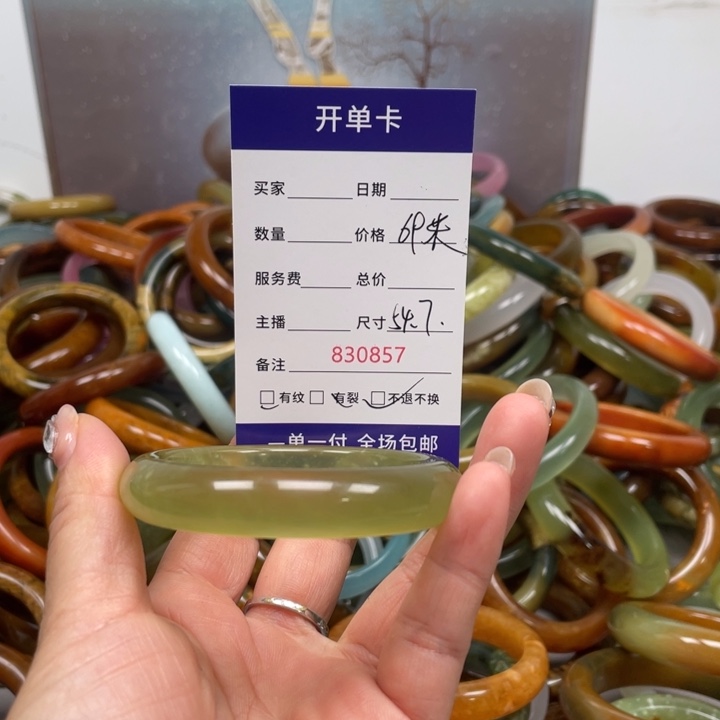 开单卡
买家 日期
数量 价格
服务费 总价
主播 尺寸 54.7.
备注 830857
有纹 有裂 不退不换
一单一付 全场包邮